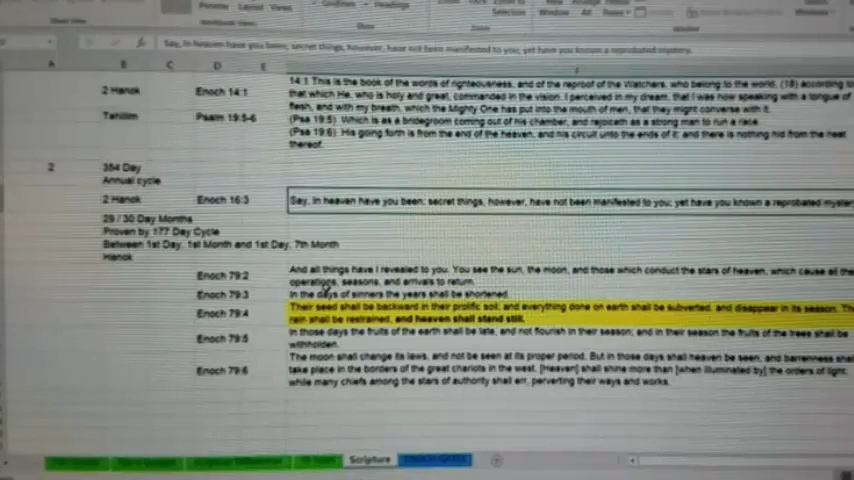 Layout Views
Headings
Selection
Window
Say, In heaven have you been; secret things, however, have not been manifested to you; yet have you known a reprobated mystery.
A B C D E F
14:1 This is the book of the words of righteousness, and of the reproof of the Watchers, who belong to the world, (18) according to
2 Hanok Enoch 14:1 that which He, who is holy and great, commanded in the vision. I perceived in my dream, that I was now speaking with a tongue of
flesh, and with my breath, which the Mighty One has put into the mouth of men, that they might converse with it.
Tehillim Psalm 19:5-6 (Psa 19:5) Which is as a bridegroom coming out of his chamber, and rejoiceth as a strong man to run a race.
(Psa 19:6) His going forth is from the end of the heaven, and his circuit unto the ends of it: and there is nothing hid from the heat
thereof.
2 354 Day
Annual cycle
2 Hanok Enoch 16:3 Say, In heaven have you been; secret things, however, have not been manifested to you; yet have you known a reprobated mystery
29 / 30 Day Months
Proven by 177 Day Cycle
Between 1st Day, 1st Month and 1st Day, 7th Month
Hanok
Enoch 79:2 And all things have I revealed to you. You see the sun, the moon, and those which conduct the stars of heaven, which cause all the
operations, seasons, and arrivals to return.
Enoch 79:3 In the days of sinners the years shall be shortened.
Enoch 79:4 Their seed shall be backward in their prolific soil; and everything done on earth shall be subverted, and disappear in its season. The
rain shall be restrained, and heaven shall stand still.
Enoch 79:5 In those days the fruits of the earth shall be late, and not flourish in their season; and in their season the fruits of the trees shall be
withholden.
Enoch 79:6 The moon shall change its laws, and not be seen at its proper period. But in those days shall heaven be seen, and barrenness shall
take place in the borders of the great chariots in the west. [Heaven] shall shine more than [when illuminated by] the orders of light;
while many chiefs among the stars of authority shall err, perverting their ways and works.
Scripture